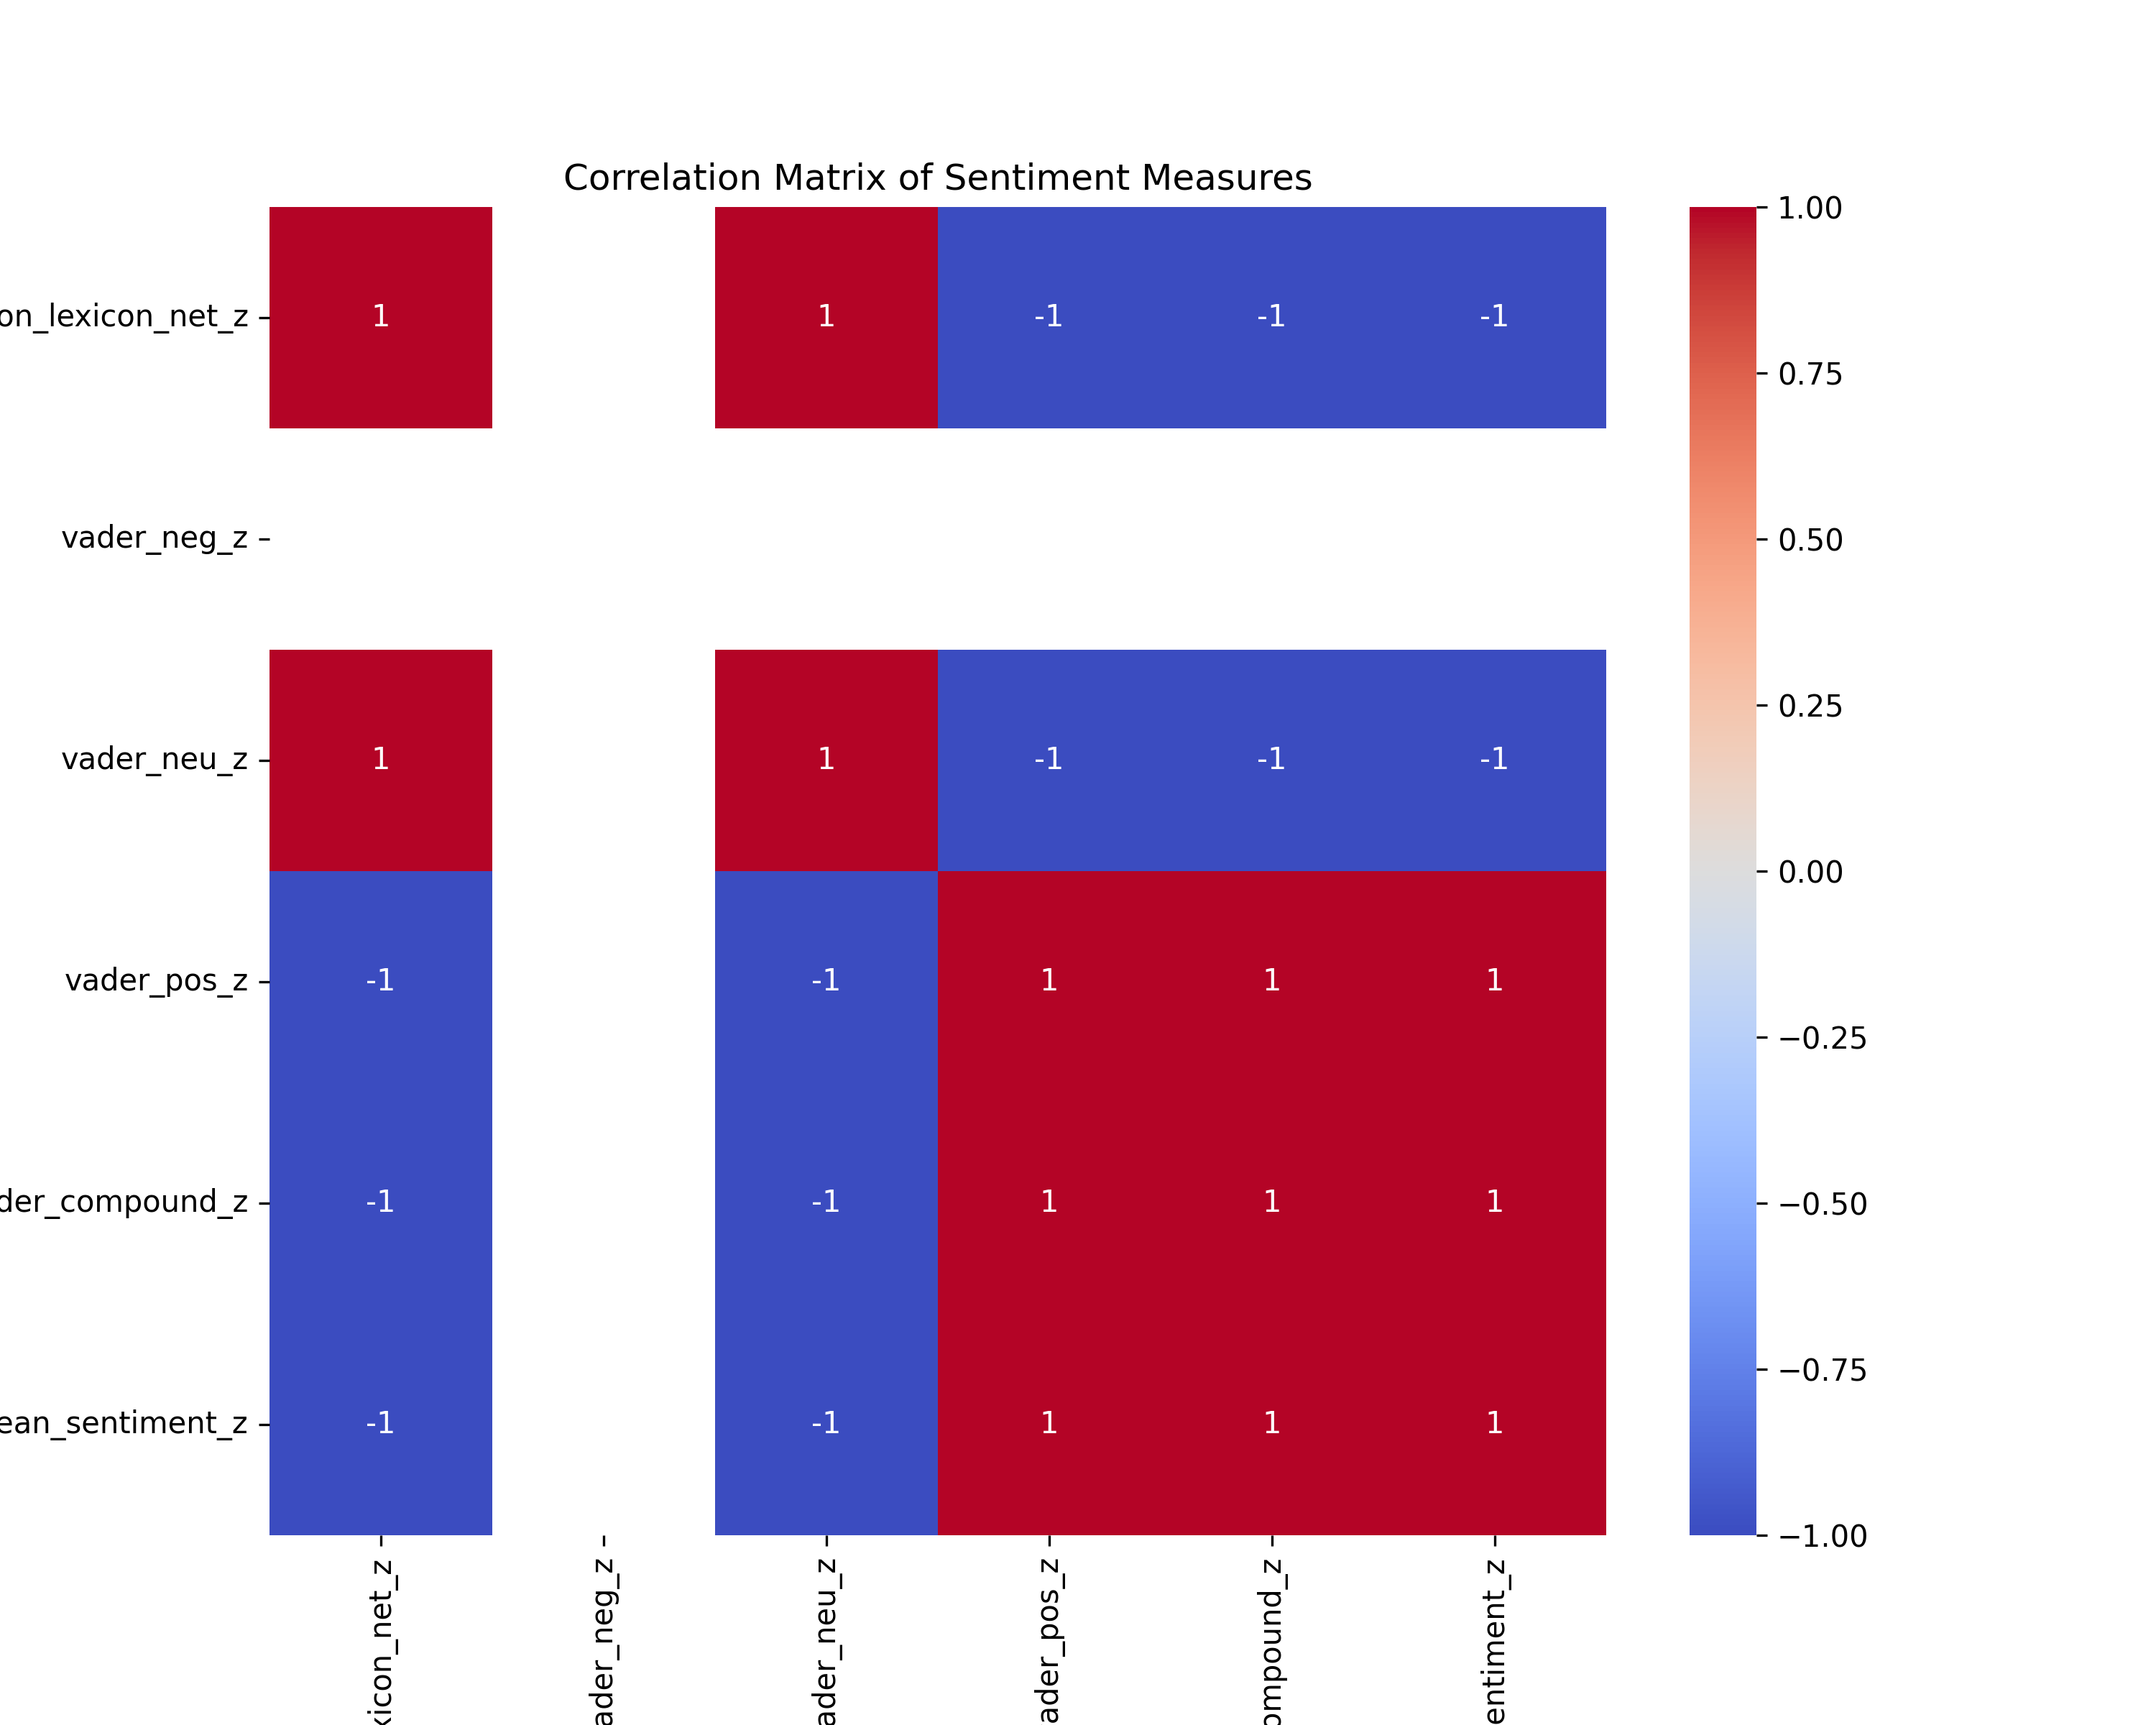 Correlation Matrix of Sentiment Measures
on_lexicon_net_z
1 1 -1 -1 -1
vader_neg_z
vader_neu_z
1 1 -1 -1 -1
vader_pos_z
-1 -1 1 1 1
der_compound_z
-1 -1 1 1 1
ean_sentiment_z
-1 -1 1 1 1
xicon_net_z
ader_neg_z
ader_neu_z
ader_pos_z
ompound_z
entiment_z
1.00
0.75
0.50
0.25
0.00
−0.25
−0.50
−0.75
−1.00